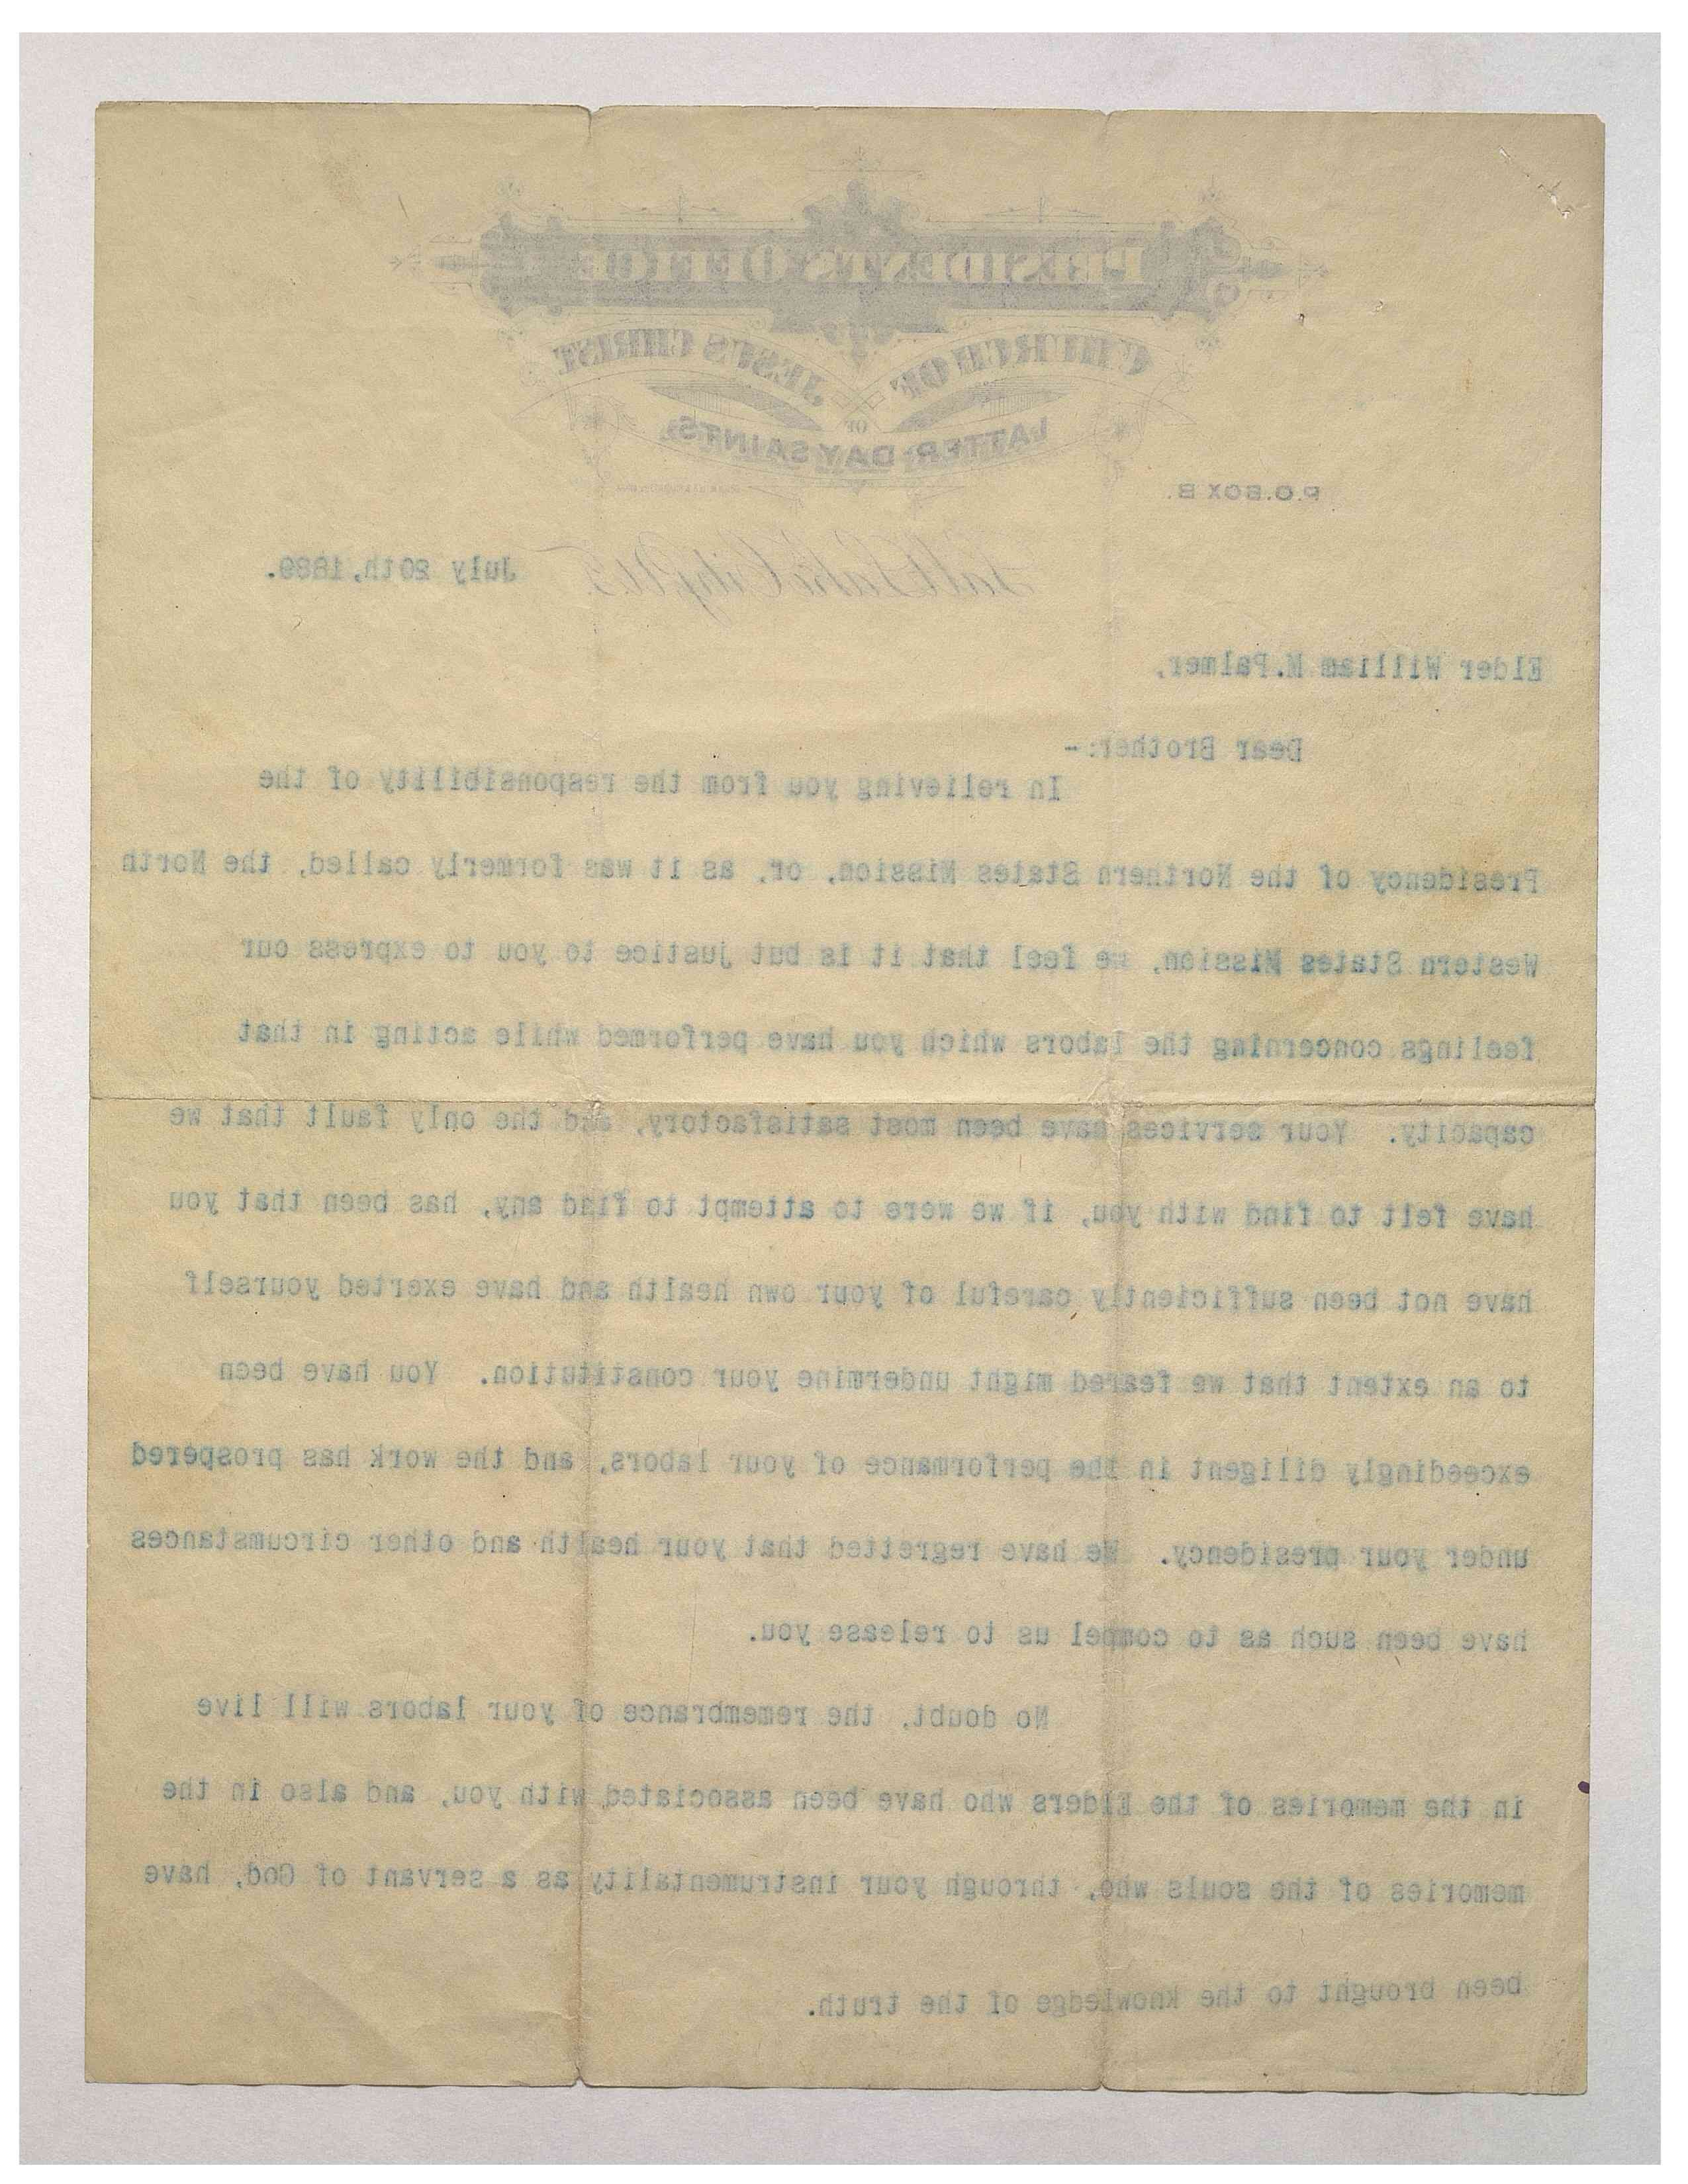 PRESIDENT'S OFFICE
CHURCH OF JESUS CHRIST
OF
LATTER-DAY SAINTS.
P.O. BOX B.
Salt Lake City, U.T. July 20th, 1889.
Elder William M. Palmer,
Dear Brother:-
In relieving you from the responsibility of the
Presidency of the Northern States Mission, or, as it was formerly called, the North
Western States Mission, we feel that it is but justice to you to express our
feelings concerning the labors which you have performed while acting in that
capacity. Your services have been most satisfactory, and the only fault that we
have felt to find with you, if we were to attempt to find any, has been that you
have not been sufficiently careful of your own health and have exerted yourself
to an extent that we feared might undermine your constitution. You have been
exceedingly diligent in the performance of your labors, and the work has prospered
under your presidency. We have regretted that your health and other circumstances
have been such as to compel us to release you.
No doubt, the remembrance of your labors will live
in the memories of the Elders who have been associated with you, and also in the
memories of the souls who, through your instrumentality as a servant of God, have
been brought to the knowledge of the truth.